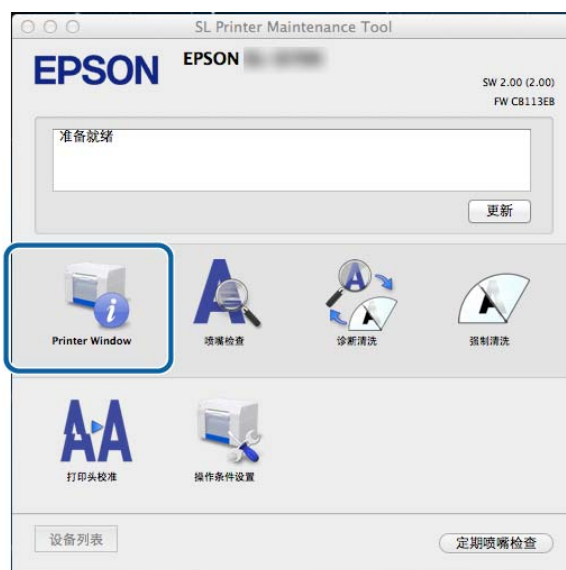 SL Printer Maintenance Tool
EPSON
EPSON
SW 2.00 (2.00)
FW C8113E8
准备就绪
更新
Printer Window
喷嘴检查
诊断清洗
强制清洗
打印头校准
操作条件设置
设备列表
定期喷嘴检查